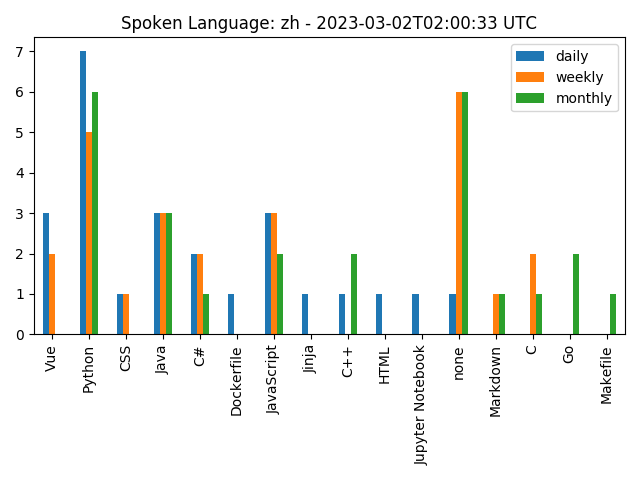 Spoken Language: zh - 2023-03-02T02:00:33 UTC
daily
weekly
monthly
7
6
5
4
3
2
1
0
Vue
Python
CSS
Java
C#
Dockerfile
JavaScript
Jinja
C++
HTML
Jupyter Notebook
none
Markdown
C
Go
Makefile